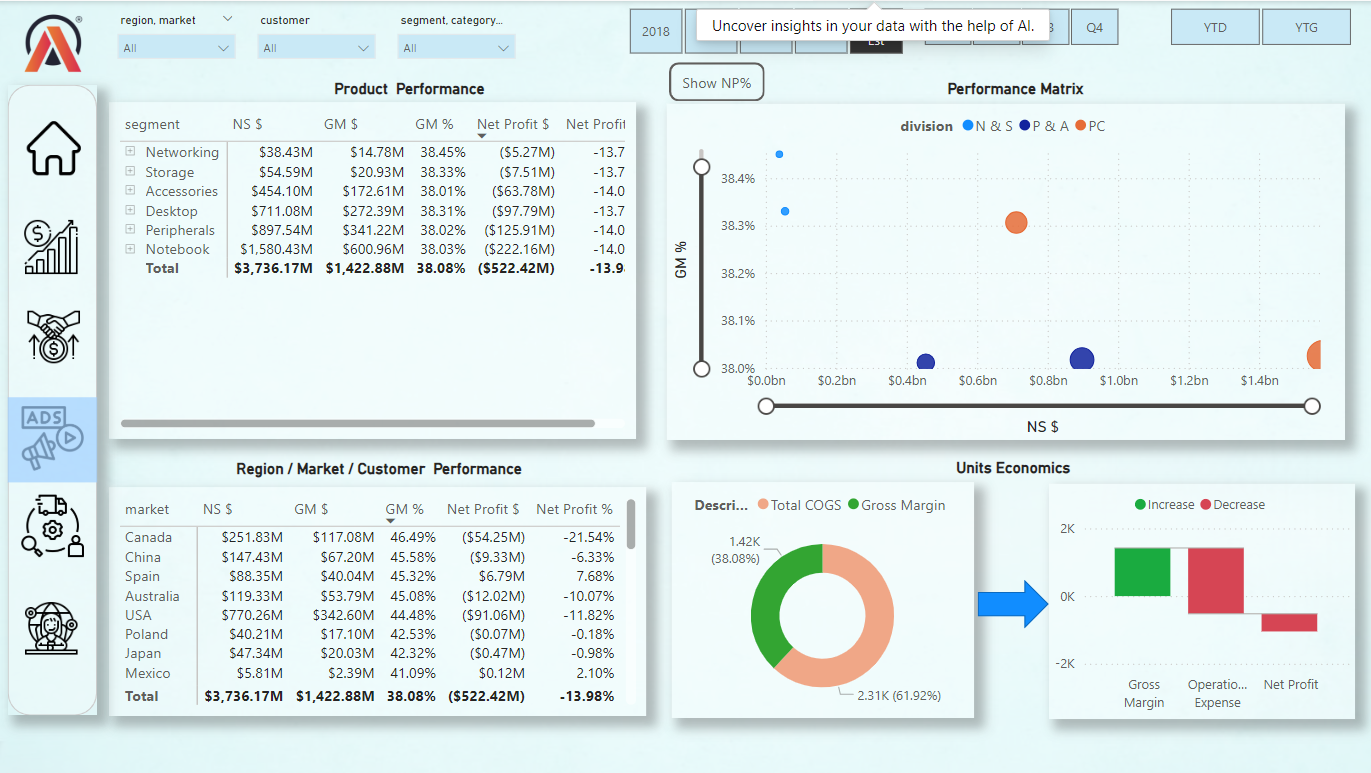 region, market
customer
segment, category...
All
All
All
2018
Uncover insights in your data with the help of AI.
Est
Q4
YTD
YTG
Product Performance
segment NS $ GM $ GM % Net Profit $ Net Profit
Networking $38.43M $14.78M 38.45% ($5.27M) -13.7
Storage $54.59M $20.93M 38.33% ($7.51M) -13.7
Accessories $454.10M $172.61M 38.01% ($63.78M) -14.0
Desktop $711.08M $272.39M 38.31% ($97.79M) -13.7
Peripherals $897.54M $341.22M 38.02% ($125.91M) -14.0
Notebook $1,580.43M $600.96M 38.03% ($222.16M) -14.0
Total $3,736.17M $1,422.88M 38.08% ($522.42M) -13.9
Show NP%
Performance Matrix
division N & S P & A PC
GM %
38.4%
38.3%
38.2%
38.1%
38.0%
$0.0bn $0.2bn $0.4bn $0.6bn $0.8bn $1.0bn $1.2bn $1.4bn
NS $
ADS
Region / Market / Customer Performance
market NS $ GM $ GM % Net Profit $ Net Profit %
Canada $251.83M $117.08M 46.49% ($54.25M) -21.54%
China $147.43M $67.20M 45.58% ($9.33M) -6.33%
Spain $88.35M $40.04M 45.32% $6.79M 7.68%
Australia $119.33M $53.79M 45.08% ($12.02M) -10.07%
USA $770.26M $342.60M 44.48% ($91.06M) -11.82%
Poland $40.21M $17.10M 42.53% ($0.07M) -0.18%
Japan $47.34M $20.03M 42.32% ($0.47M) -0.98%
Mexico $5.81M $2.39M 41.09% $0.12M 2.10%
Total $3,736.17M $1,422.88M 38.08% ($522.42M) -13.98%
Units Economics
Descri... Total COGS Gross Margin
1.42K
(38.08%)
2.31K (61.92%)
Increase Decrease
2K
0K
-2K
Gross
Margin
Operatio...
Expense
Net Profit